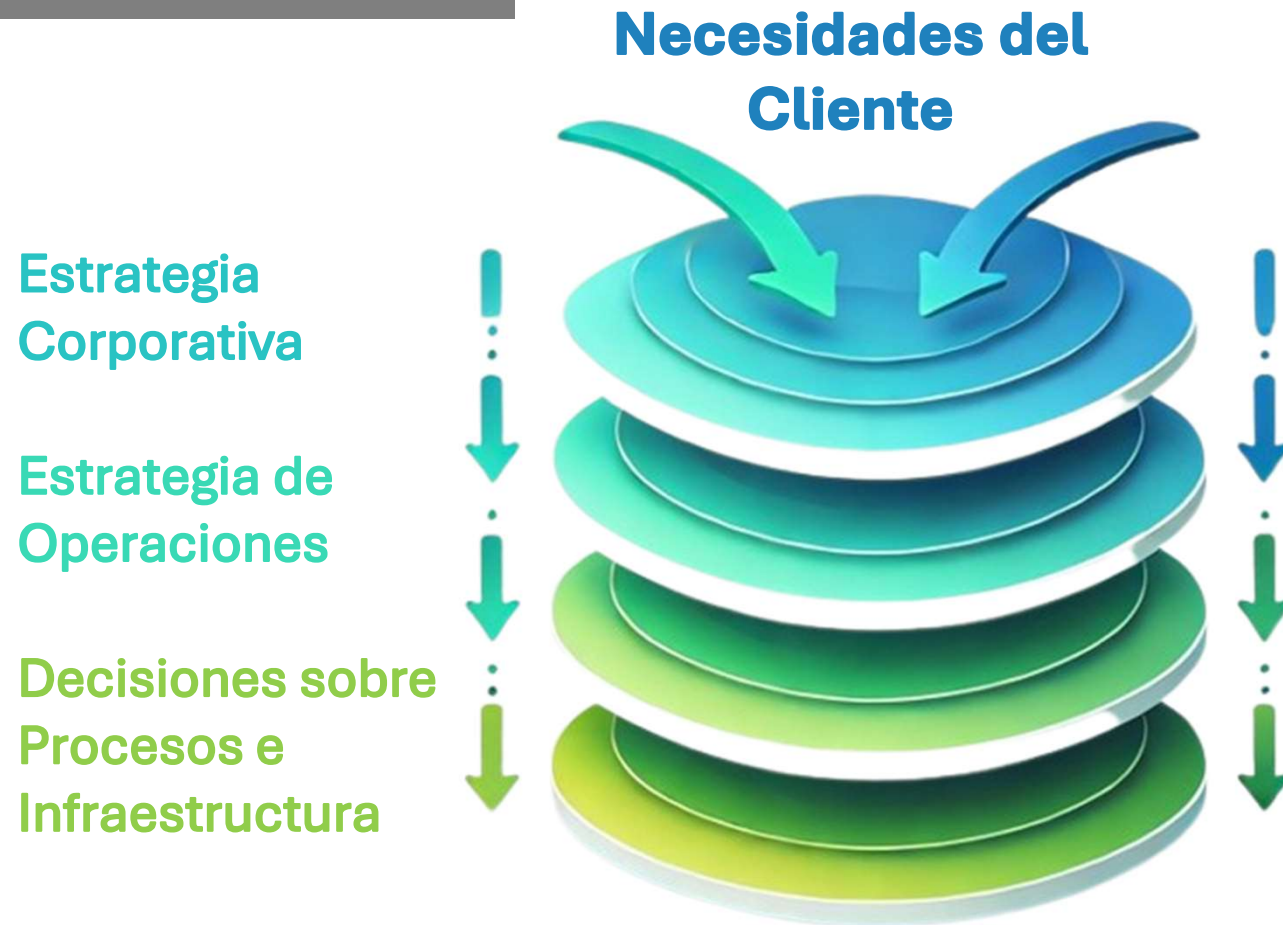 Necesidades del
Cliente
Estrategia
Corporativa
Estrategia de
Operaciones
Decisiones sobre
Procesos e
Infraestructura